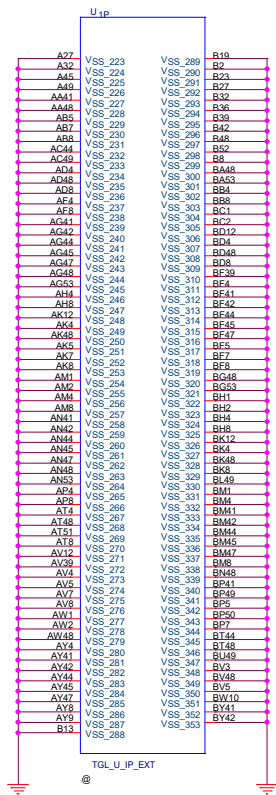 U1P
A27 VSS_223 VSS_289 B19
A32 VSS_224 VSS_290 B2
A45 VSS_225 VSS_291 B23
A49 VSS_226 VSS_292 B27
AA41 VSS_227 VSS_293 B32
AA48 VSS_228 VSS_294 B36
AB5 VSS_229 VSS_295 B39
AB7 VSS_230 VSS_296 B42
AB8 VSS_231 VSS_297 B48
AC44 VSS_232 VSS_298 B52
AC49 VSS_233 VSS_299 B8
AD4 VSS_234 VSS_300 BA48
AD48 VSS_235 VSS_301 BA53
AD8 VSS_236 VSS_302 BB4
AF4 VSS_237 VSS_303 BB8
AF8 VSS_238 VSS_304 BC1
AG41 VSS_239 VSS_305 BC2
AG42 VSS_240 VSS_306 BD12
AG44 VSS_241 VSS_307 BD4
AG45 VSS_242 VSS_308 BD48
AG47 VSS_243 VSS_309 BD8
AG48 VSS_244 VSS_310 BF39
AG53 VSS_245 VSS_311 BF4
AH4 VSS_246 VSS_312 BF41
AH8 VSS_247 VSS_313 BF42
AK12 VSS_248 VSS_314 BF44
AK4 VSS_249 VSS_315 BF45
AK48 VSS_250 VSS_316 BF47
AK5 VSS_251 VSS_317 BF5
AK7 VSS_252 VSS_318 BF7
AK8 VSS_253 VSS_319 BF8
AM1 VSS_254 VSS_320 BG48
AM2 VSS_255 VSS_321 BG53
AM4 VSS_256 VSS_322 BH1
AM8 VSS_257 VSS_323 BH2
AN41 VSS_258 VSS_324 BH4
AN42 VSS_259 VSS_325 BH8
AN44 VSS_260 VSS_326 BK12
AN45 VSS_261 VSS_327 BK4
AN47 VSS_262 VSS_328 BK48
AN48 VSS_263 VSS_329 BK8
AN53 VSS_264 VSS_330 BL49
AP4 VSS_265 VSS_331 BM1
AP8 VSS_266 VSS_332 BM4
AT4 VSS_267 VSS_333 BM41
AT48 VSS_268 VSS_334 BM42
AT51 VSS_269 VSS_335 BM44
AT8 VSS_270 VSS_336 BM45
AV12 VSS_271 VSS_337 BM47
AV39 VSS_272 VSS_338 BM8
AV4 VSS_273 VSS_339 BN48
AV5 VSS_274 VSS_340 BP41
AV7 VSS_275 VSS_341 BP49
AV8 VSS_276 VSS_342 BP5
AW1 VSS_277 VSS_343 BP50
AW2 VSS_278 VSS_344 BP7
AW48 VSS_279 VSS_345 BT44
AY4 VSS_280 VSS_346 BT48
AY41 VSS_281 VSS_347 BU49
AY42 VSS_282 VSS_348 BV3
AY44 VSS_283 VSS_349 BV48
AY45 VSS_284 VSS_350 BV5
AY47 VSS_285 VSS_351 BW10
AY8 VSS_286 VSS_352 BY41
AY9 VSS_287 VSS_353 BY42
B13 VSS_288
TGL_U_IP_EXT
@